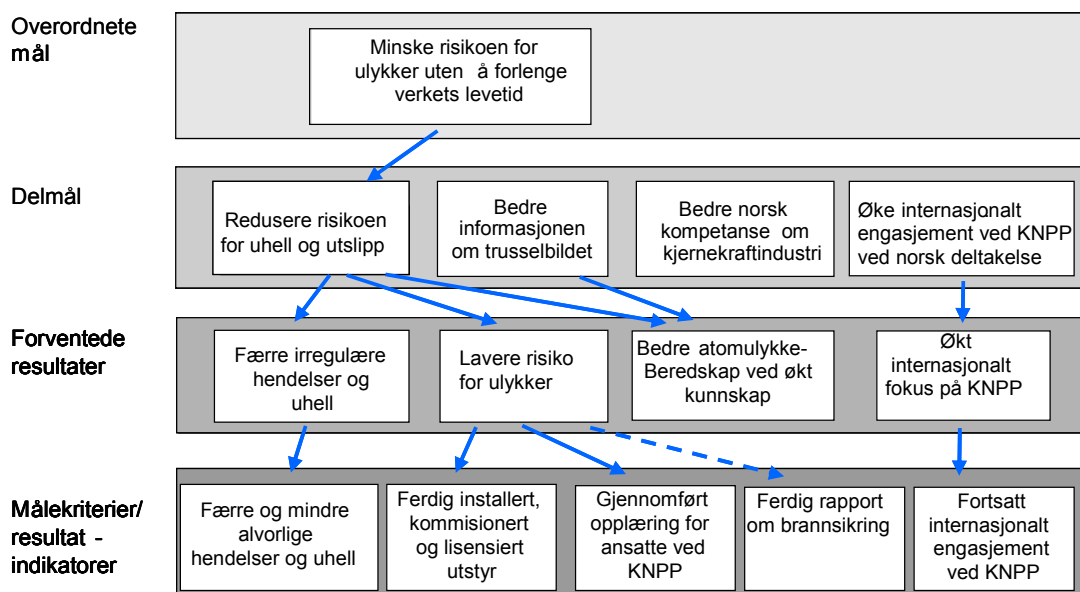 Overordnete
mål
Minske risikoen for
ulykker uten å forlenge
verkets levetid
Delmål
Redusere risikoen
for uhell og utslipp
Bedre
informasjonen
om trusselbildet
Bedre norsk
kompetanse om
kjernekraftindustri
Øke internasjonalt
engasjement ved KNPP
ved norsk deltakelse
Forventede
resultater
Færre irregulære
hendelser og
uhell
Lavere risiko
for ulykker
Bedre atomulykke-
Beredskap ved økt
kunnskap
Økt
internasjonalt
fokus på KNPP
Målekriterier/
resultat -
indikatorer
Færre og mindre
alvorlige
hendelser og uhell
Ferdig installert,
kommisionert
og lisensiert
utstyr
Gjennomført
opplæring for
ansatte ved
KNPP
Ferdig rapport
om brannsikring
Fortsatt
internasjonalt
engasjement
ved KNPP